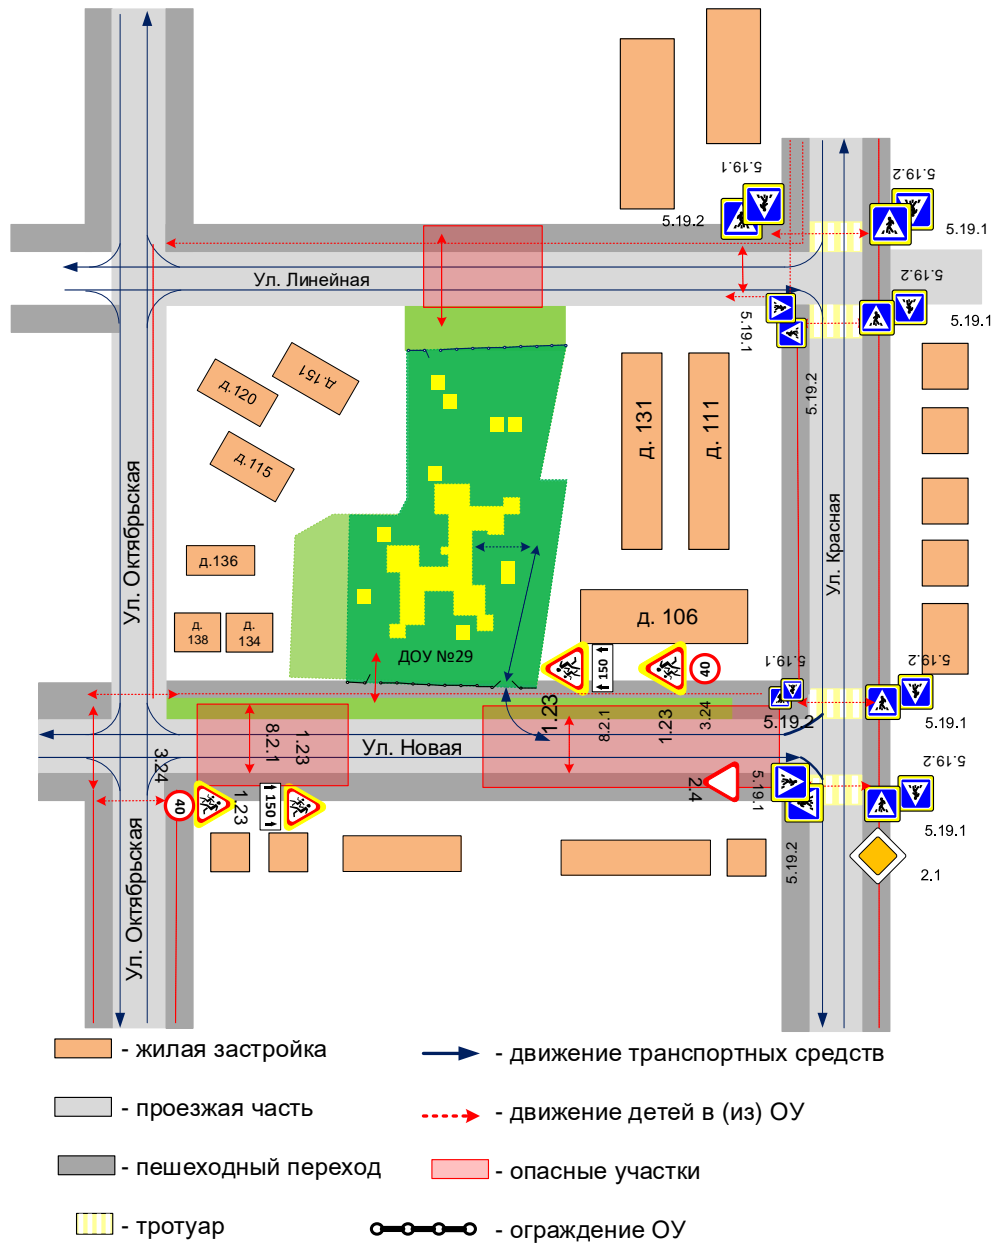 5.19.1
5.19.2
5.19.2
5.19.1
Ул. Линейная
5.19.2
5.19.1
5.19.1
5.19.2
д.151
д.120
д.115
д. 131
д. 111
Ул. Октябрьская
Ул. Красная
д.136
д.
138
д.
134
д. 106
ДОУ №29
150
40
5.19.1
5.19.2
5.19.1
1.23
8.2.1
1.23
3.24
5.19.2
8.2.1
1.23
Ул. Новая
3.24
40
1.23
150
2.4
5.19.1
5.19.2
5.19.2
5.19.1
2.1
Ул. Октябрьская
- жилая застройка
- движение транспортных средств
- проезжая часть
- движение детей в (из) ОУ
- пешеходный переход
- опасные участки
- тротуар
- ограждение ОУ